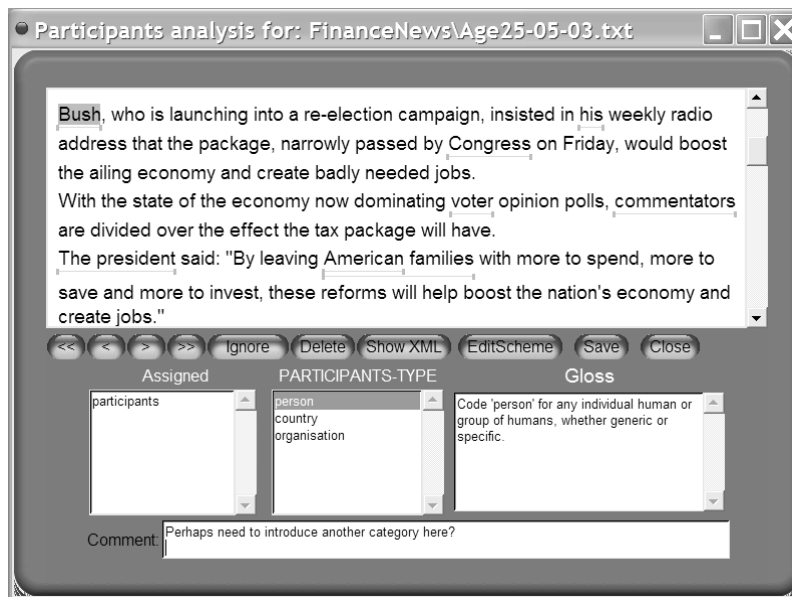 Participants analysis for: FinanceNews\Age25-05-03.txt
Bush, who is launching into a re-election campaign, insisted in his weekly radio
address that the package, narrowly passed by Congress on Friday, would boost
the ailing economy and create badly needed jobs.
With the state of the economy now dominating voter opinion polls, commentators
are divided over the effect the tax package will have.
The president said: "By leaving American families with more to spend, more to
save and more to invest, these reforms will help boost the nation's economy and
create jobs."
<< < > >> Ignore Delete Show XML EditScheme Save Close
Assigned PARTICIPANTS-TYPE Gloss
participants
person
country
organisation
Code 'person' for any individual human or
group of humans, whether generic or
specific.
Comment: Perhaps need to introduce another category here?